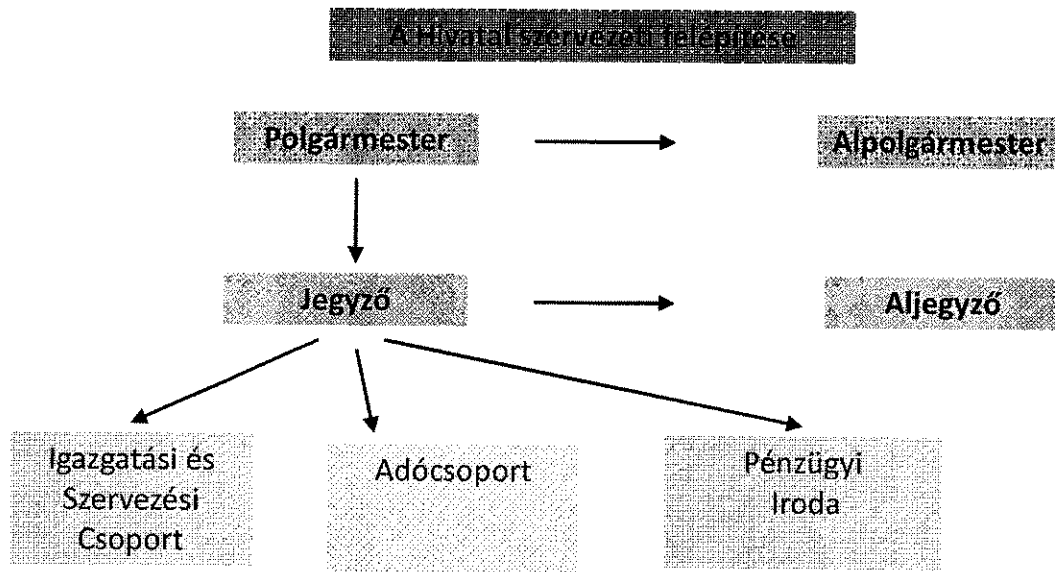 A Hivatal szervezeti felépítése
Polgármester
Alpolgármester
Jegyző
Aljegyző
Igazgatási és
Szervezési
Csoport
Adócsoport
Pénzügyi
Iroda